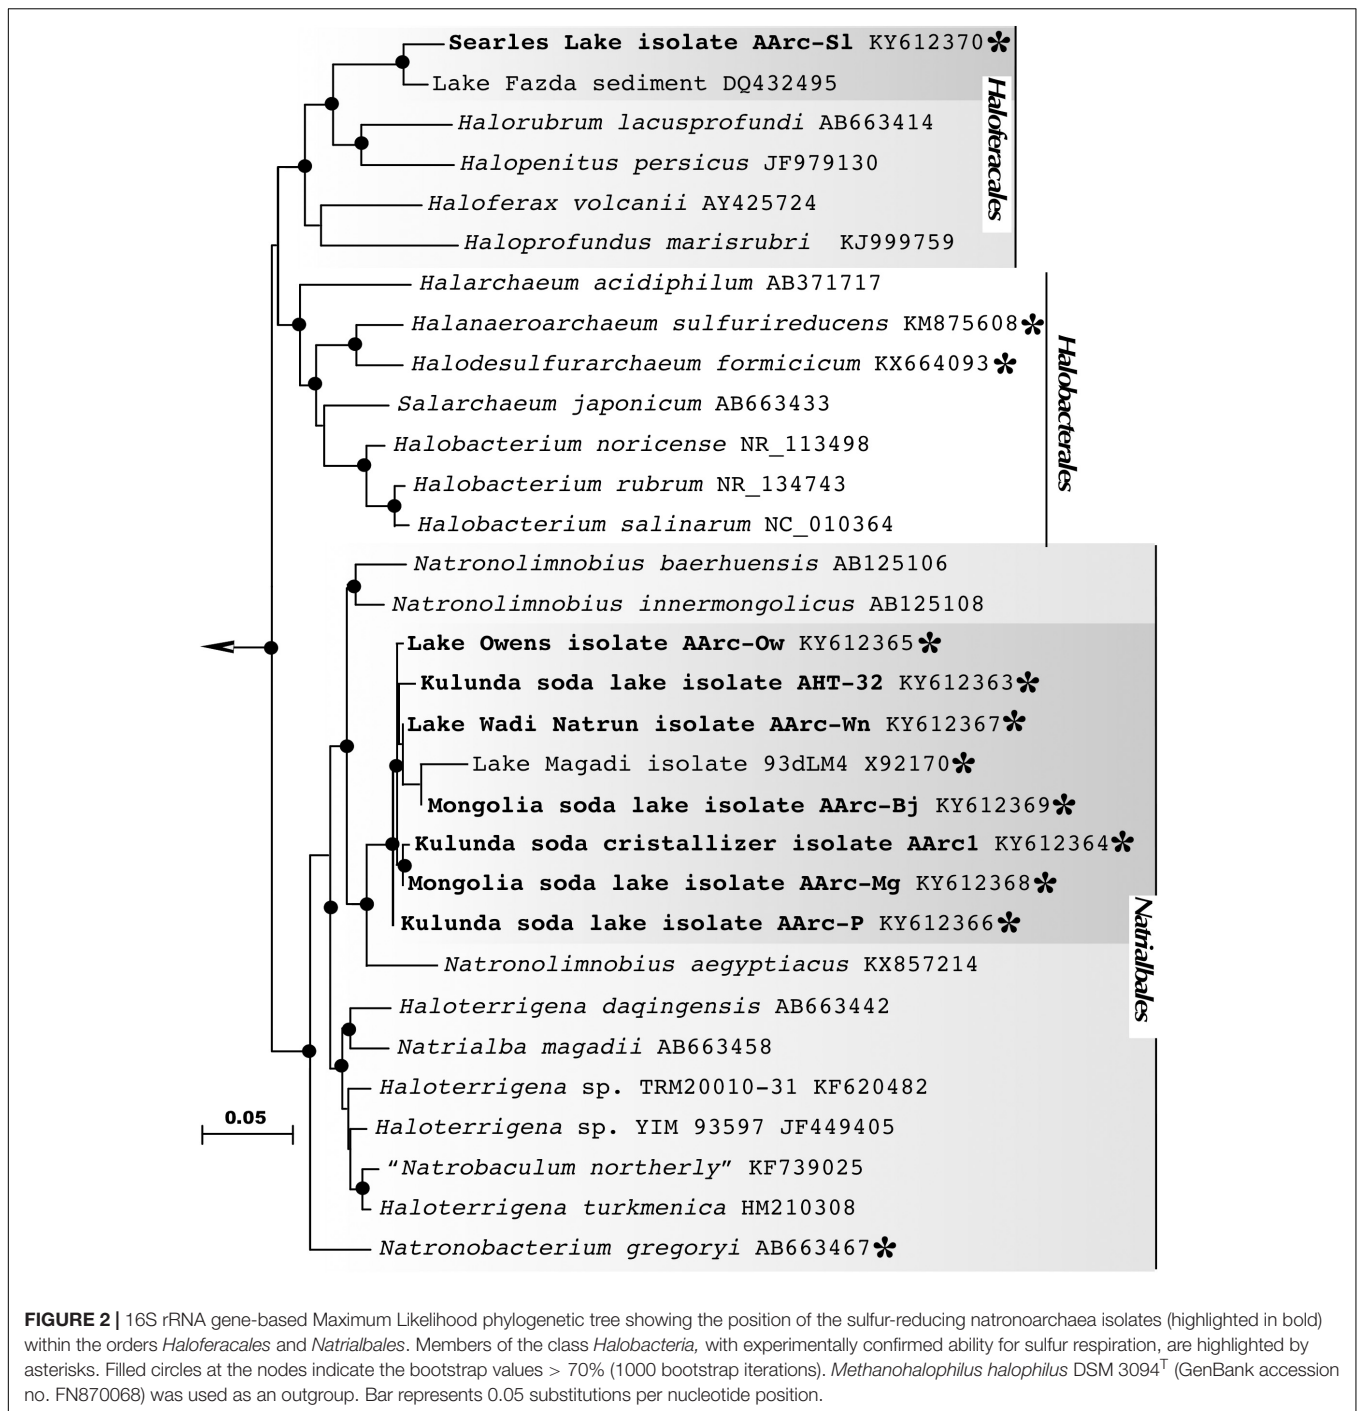 Searles Lake isolate AArc-Sl KY612370✱
Lake Fazda sediment DQ432495
Halorubrum lacusprofundi AB663414
Halopenitus persicus JF979130
Haloferax volcanii AY425724
Haloprofundus marisrubri KJ999759
Haloferacales
Halarchaeum acidiphilum AB371717
Halanaeroarchaeum sulfurireducens KM875608✱
Halodesulfurarchaeum formicicum KX664093✱
Salarchaeum japonicum AB663433
Halobacterium noricense NR_113498
Halobacterium rubrum NR_134743
Halobacterium salinarum NC_010364
Halobacterales
Natronolimnobius baerhuensis AB125106
Natronolimnobius innermongolicus AB125108
Lake Owens isolate AArc-Ow KY612365✱
Kulunda soda lake isolate AHT-32 KY612363✱
Lake Wadi Natrun isolate AArc-Wn KY612367✱
Lake Magadi isolate 93dLM4 X92170✱
Mongolia soda lake isolate AArc-Bj KY612369✱
Kulunda soda cristallizer isolate AArc1 KY612364✱
Mongolia soda lake isolate AArc-Mg KY612368✱
Kulunda soda lake isolate AArc-P KY612366✱
Natronolimnobius aegyptiacus KX857214
Haloterrigena daqingensis AB663442
Natrialba magadii AB663458
Haloterrigena sp. TRM20010-31 KF620482
Haloterrigena sp. YIM 93597 JF449405
“Natrobaculum northerly” KF739025
Haloterrigena turkmenica HM210308
Natronobacterium gregoryi AB663467✱
Natrialbales
0.05
FIGURE 2 | 16S rRNA gene-based Maximum Likelihood phylogenetic tree showing the position of the sulfur-reducing natronoarchaea isolates (highlighted in bold)
within the orders Haloferacales and Natrialbales. Members of the class Halobacteria, with experimentally confirmed ability for sulfur respiration, are highlighted by
asterisks. Filled circles at the nodes indicate the bootstrap values > 70% (1000 bootstrap iterations). Methanohalophilus halophilus DSM 3094ᵀ (GenBank accession
no. FN870068) was used as an outgroup. Bar represents 0.05 substitutions per nucleotide position.